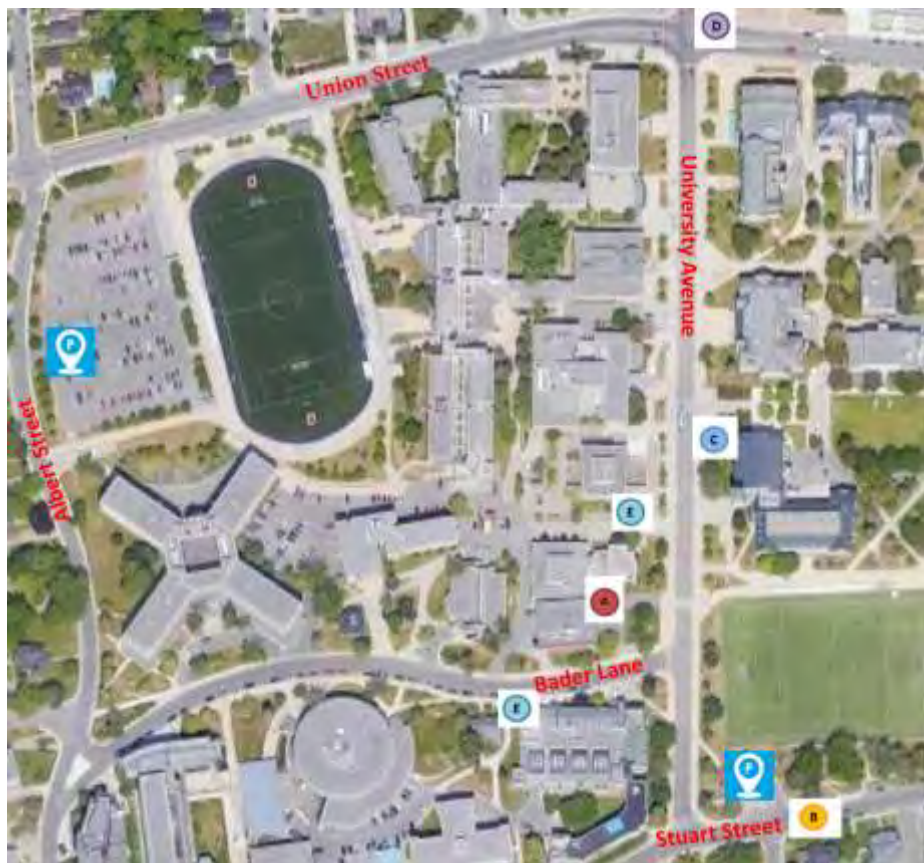 D
Union Street
University Avenue
P
Albert Street
C
E
A
Bader Lane
E
P
B
Stuart Street